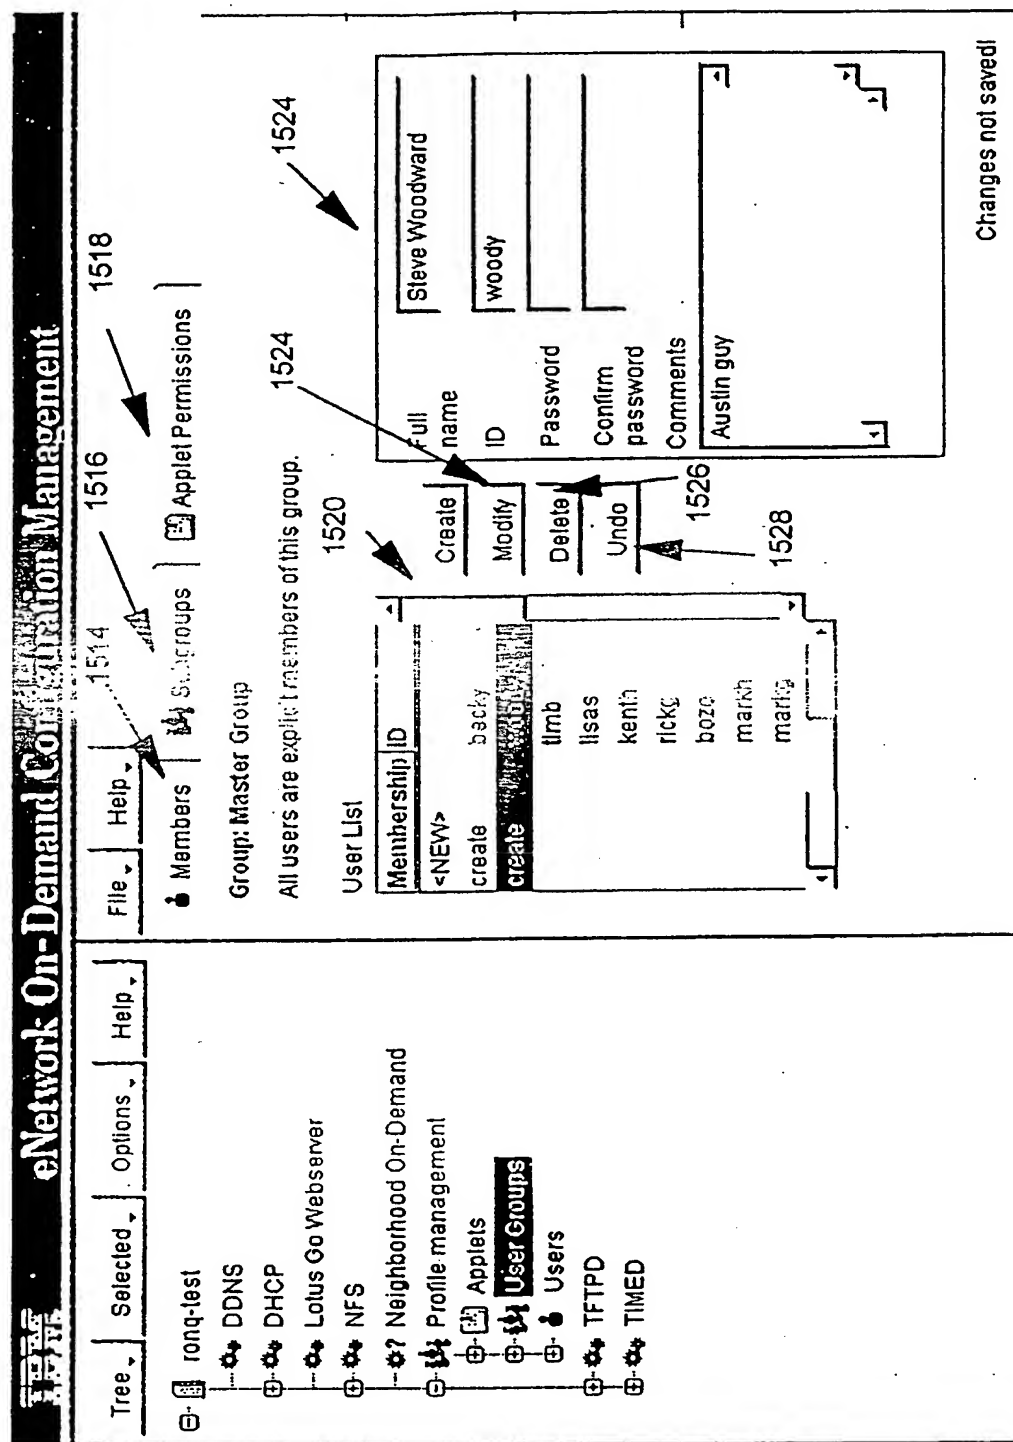 eNetwork On-Demand Configuration Management
Tree Selected Options Help
ronq-test
DDNS
DHCP
Lotus Go Webserver
NFS
Neighborhood On-Demand
Profile management
Applets
User Groups
Users
TFTPD
TIMED
File Help
1514
1516
1518
Members Subgroups Applet Permissions
Group: Master Group
All users are explicit members of this group.
1520
1524
1524
User List
Membership ID
<NEW>
create becky
create
timb
lisas
kenth
rickg
bozo
markh
Create
Modify
Delete
Undo
1526
1528
Full name
Steve Woodward
ID
woody
Password
Confirm password
Comments
Austin guy
Changes not saved!